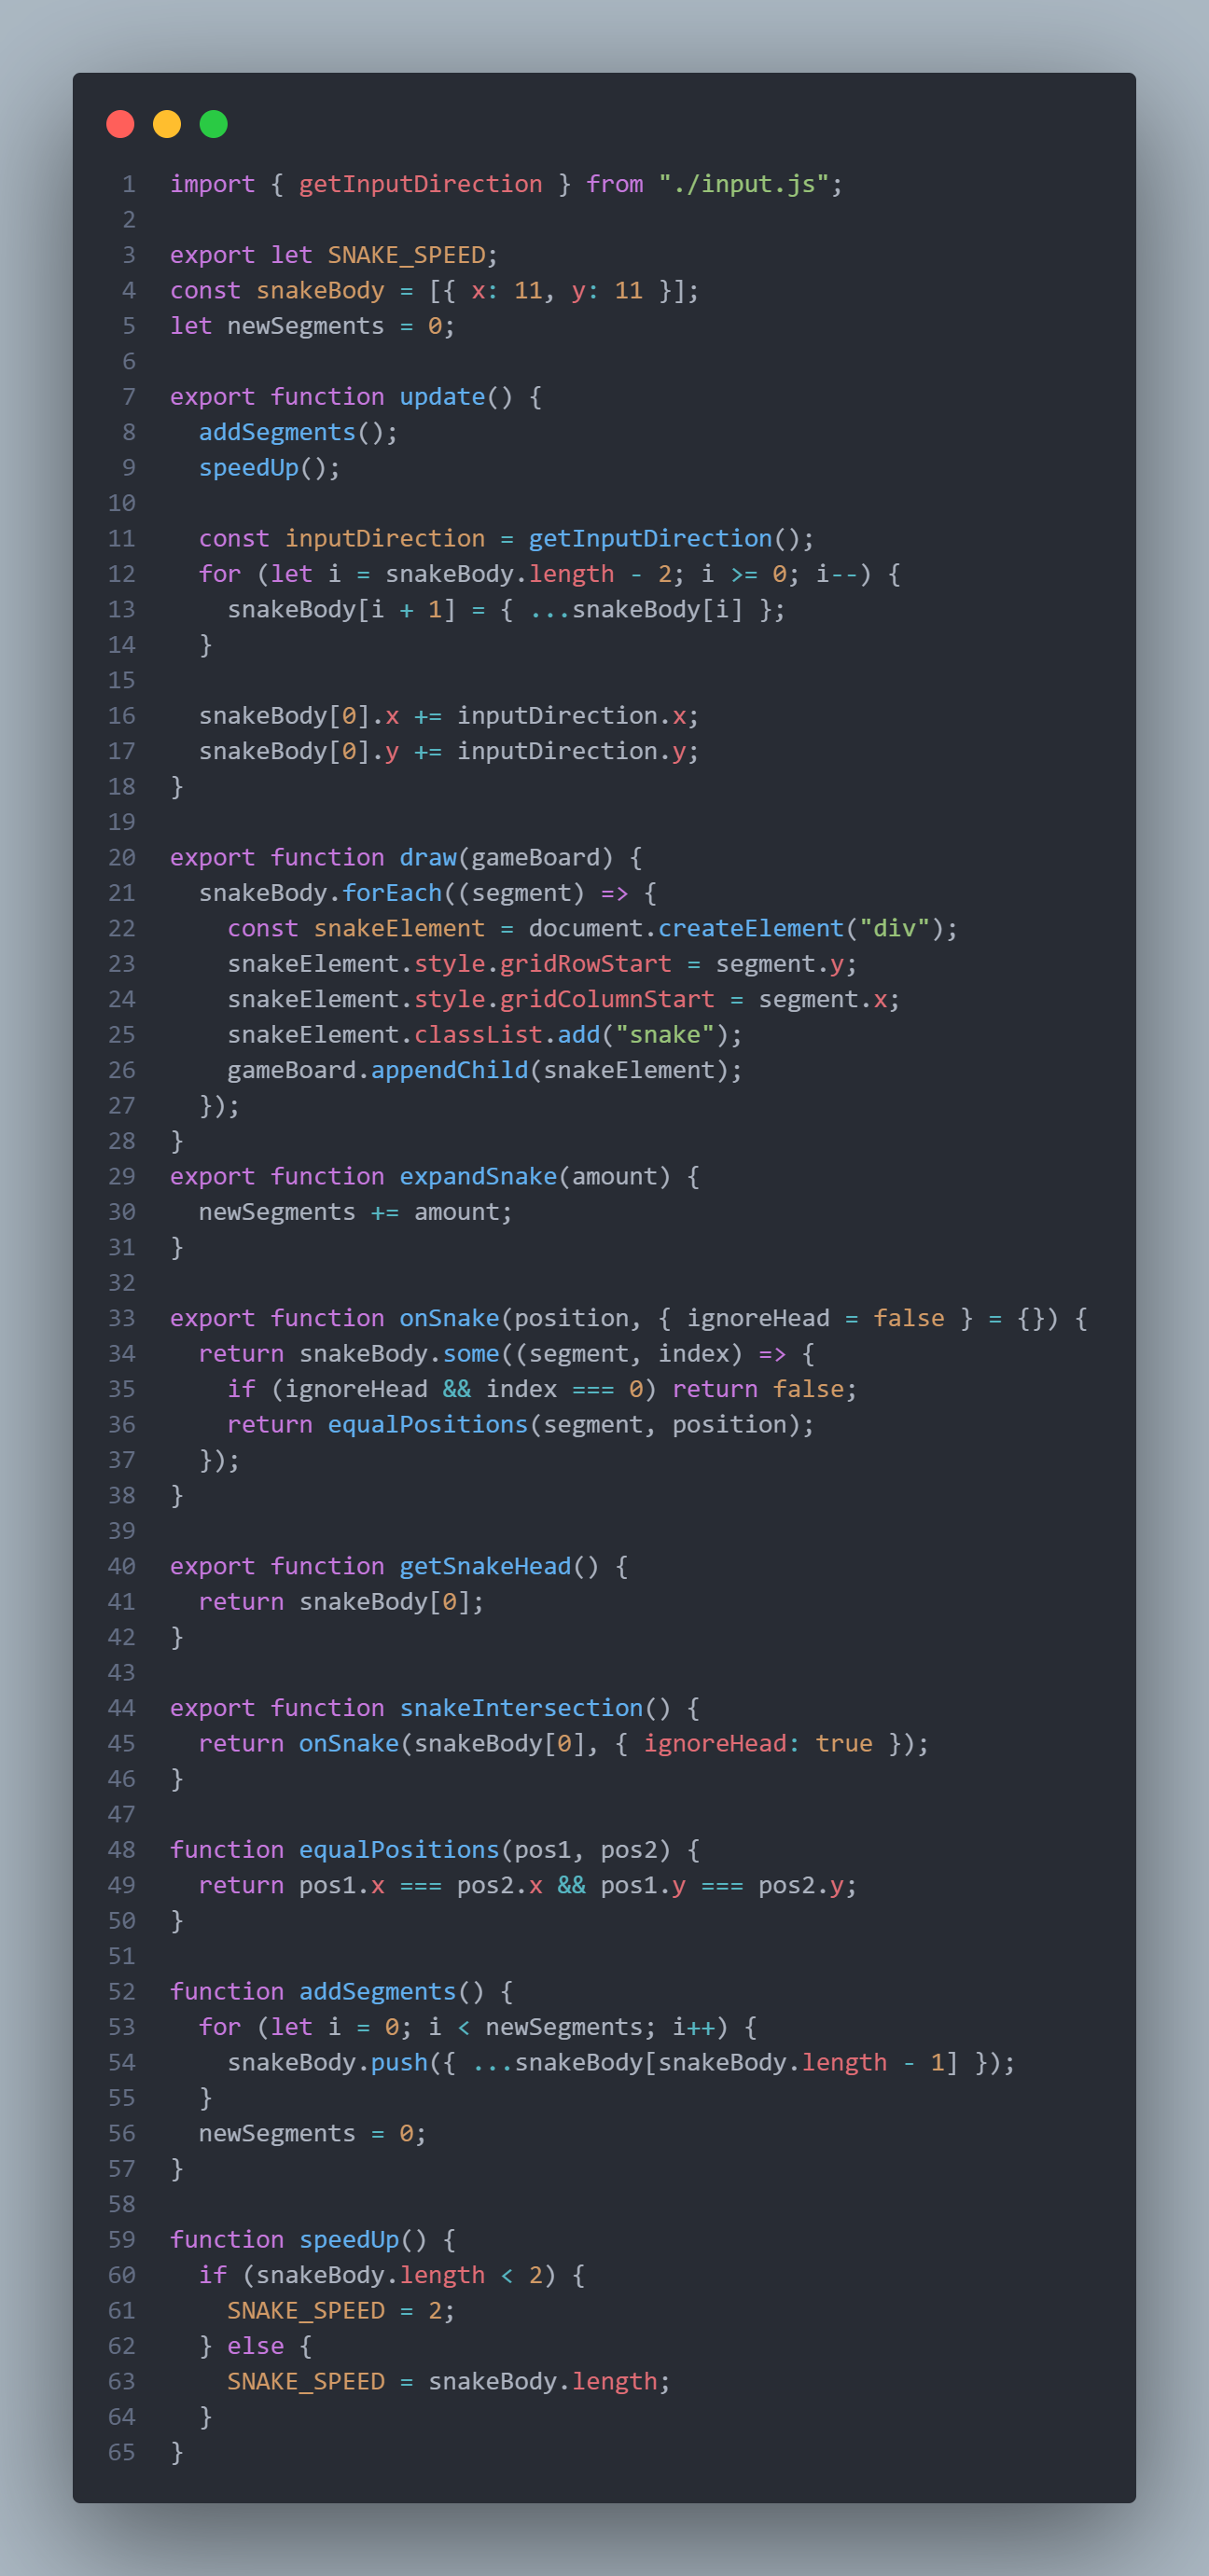 1 import { getInputDirection } from "./input.js";
2
3 export let SNAKE_SPEED;
4 const snakeBody = [{ x: 11, y: 11 }];
5 let newSegments = 0;
6
7 export function update() {
8   addSegments();
9   speedUp();
10
11   const inputDirection = getInputDirection();
12   for (let i = snakeBody.length - 2; i >= 0; i--) {
13     snakeBody[i + 1] = { ...snakeBody[i] };
14   }
15
16   snakeBody[0].x += inputDirection.x;
17   snakeBody[0].y += inputDirection.y;
18 }
19
20 export function draw(gameBoard) {
21   snakeBody.forEach((segment) => {
22     const snakeElement = document.createElement("div");
23     snakeElement.style.gridRowStart = segment.y;
24     snakeElement.style.gridColumnStart = segment.x;
25     snakeElement.classList.add("snake");
26     gameBoard.appendChild(snakeElement);
27   });
28 }
29 export function expandSnake(amount) {
30   newSegments += amount;
31 }
32
33 export function onSnake(position, { ignoreHead = false } = {}) {
34   return snakeBody.some((segment, index) => {
35     if (ignoreHead && index === 0) return false;
36     return equalPositions(segment, position);
37   });
38 }
39
40 export function getSnakeHead() {
41   return snakeBody[0];
42 }
43
44 export function snakeIntersection() {
45   return onSnake(snakeBody[0], { ignoreHead: true });
46 }
47
48 function equalPositions(pos1, pos2) {
49   return pos1.x === pos2.x && pos1.y === pos2.y;
50 }
51
52 function addSegments() {
53   for (let i = 0; i < newSegments; i++) {
54     snakeBody.push({ ...snakeBody[snakeBody.length - 1] });
55   }
56   newSegments = 0;
57 }
58
59 function speedUp() {
60   if (snakeBody.length < 2) {
61     SNAKE_SPEED = 2;
62   } else {
63     SNAKE_SPEED = snakeBody.length;
64   }
65 }